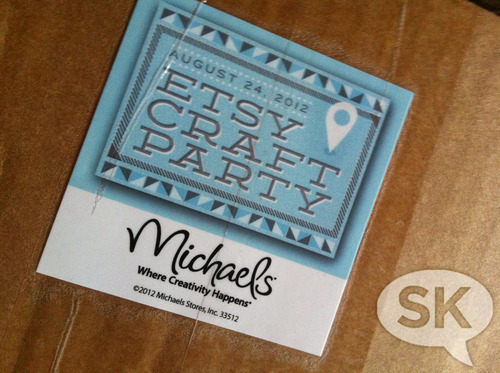 AUGUST 24, 2012
ETSY
CRAFT
PARTY
Michaels
Where Creativity Happens®
©2012 Michaels Stores, Inc. 33512
SK